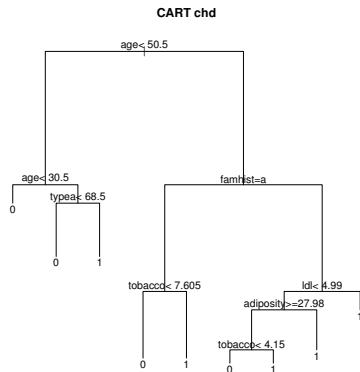 CART chd
age< 50.5
age< 30.5
famhist=a
typea< 68.5
0
0
1
tobacco< 7.605
ldl< 4.99
adiposity>=27.98
1
tobacco< 4.15
0
1
1
0
1